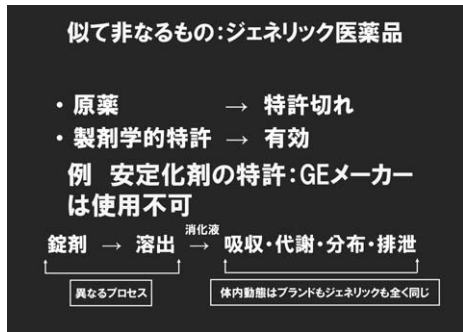 似て非なるもの：ジェネリック医薬品
・原薬 → 特許切れ
・製剤学的特許 → 有効
例 安定化剤の特許：GEメーカー
は使用不可
消化液
錠剤 → 溶出 → 吸収・代謝・分布・排泄
異なるプロセス
体内動態はブランドもジェネリックも全く同じ